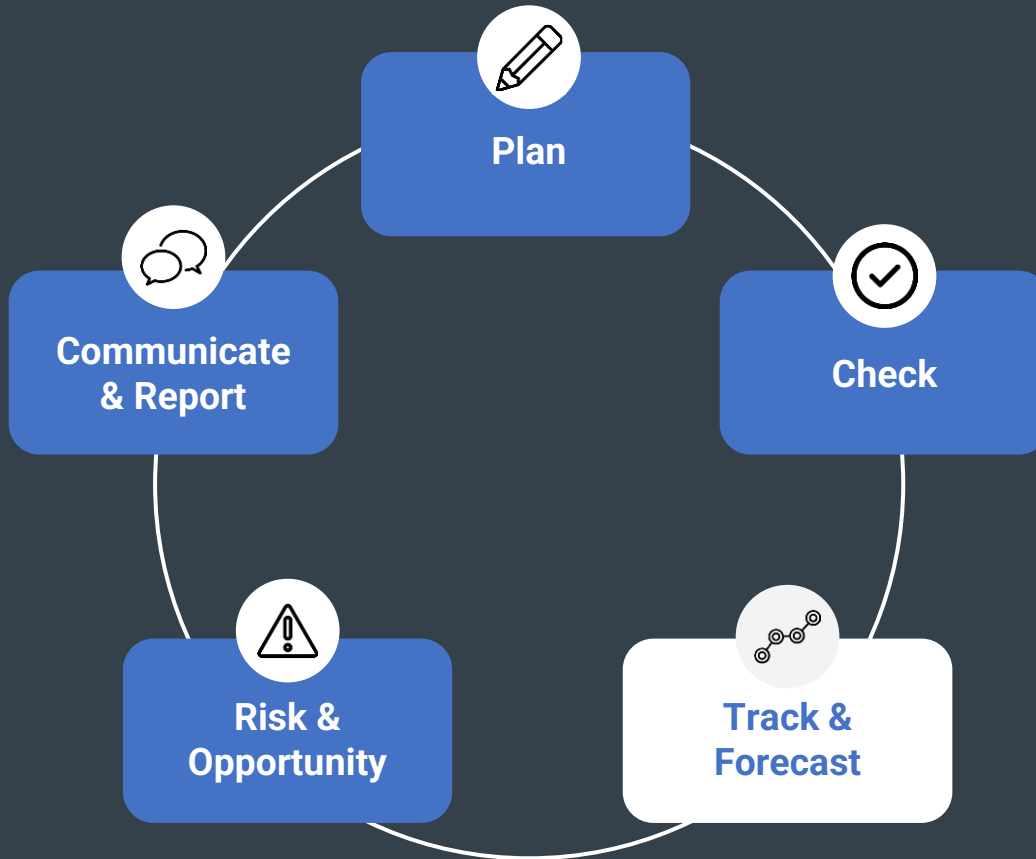 Plan
Check
Track &
Forecast
Risk &
Opportunity
Communicate
& Report